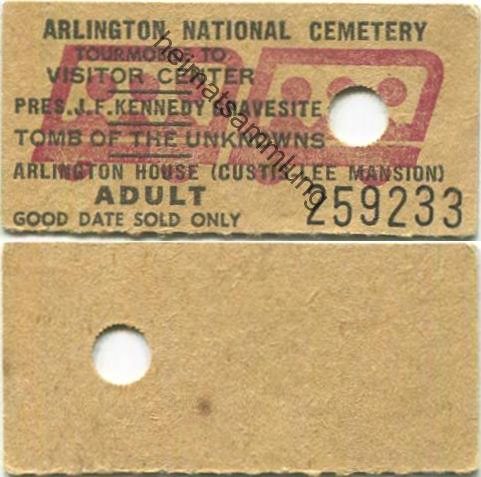 ARLINGTON NATIONAL CEMETERY
TOURMOBILE TO
VISITOR CENTER
PRES. J.F. KENNEDY GRAVESITE
TOMB OF THE UNKNOWNS
ARLINGTON HOUSE (CUSTIS-LEE MANSION)
ADULT
GOOD DATE SOLD ONLY
259233
heimatsammlung